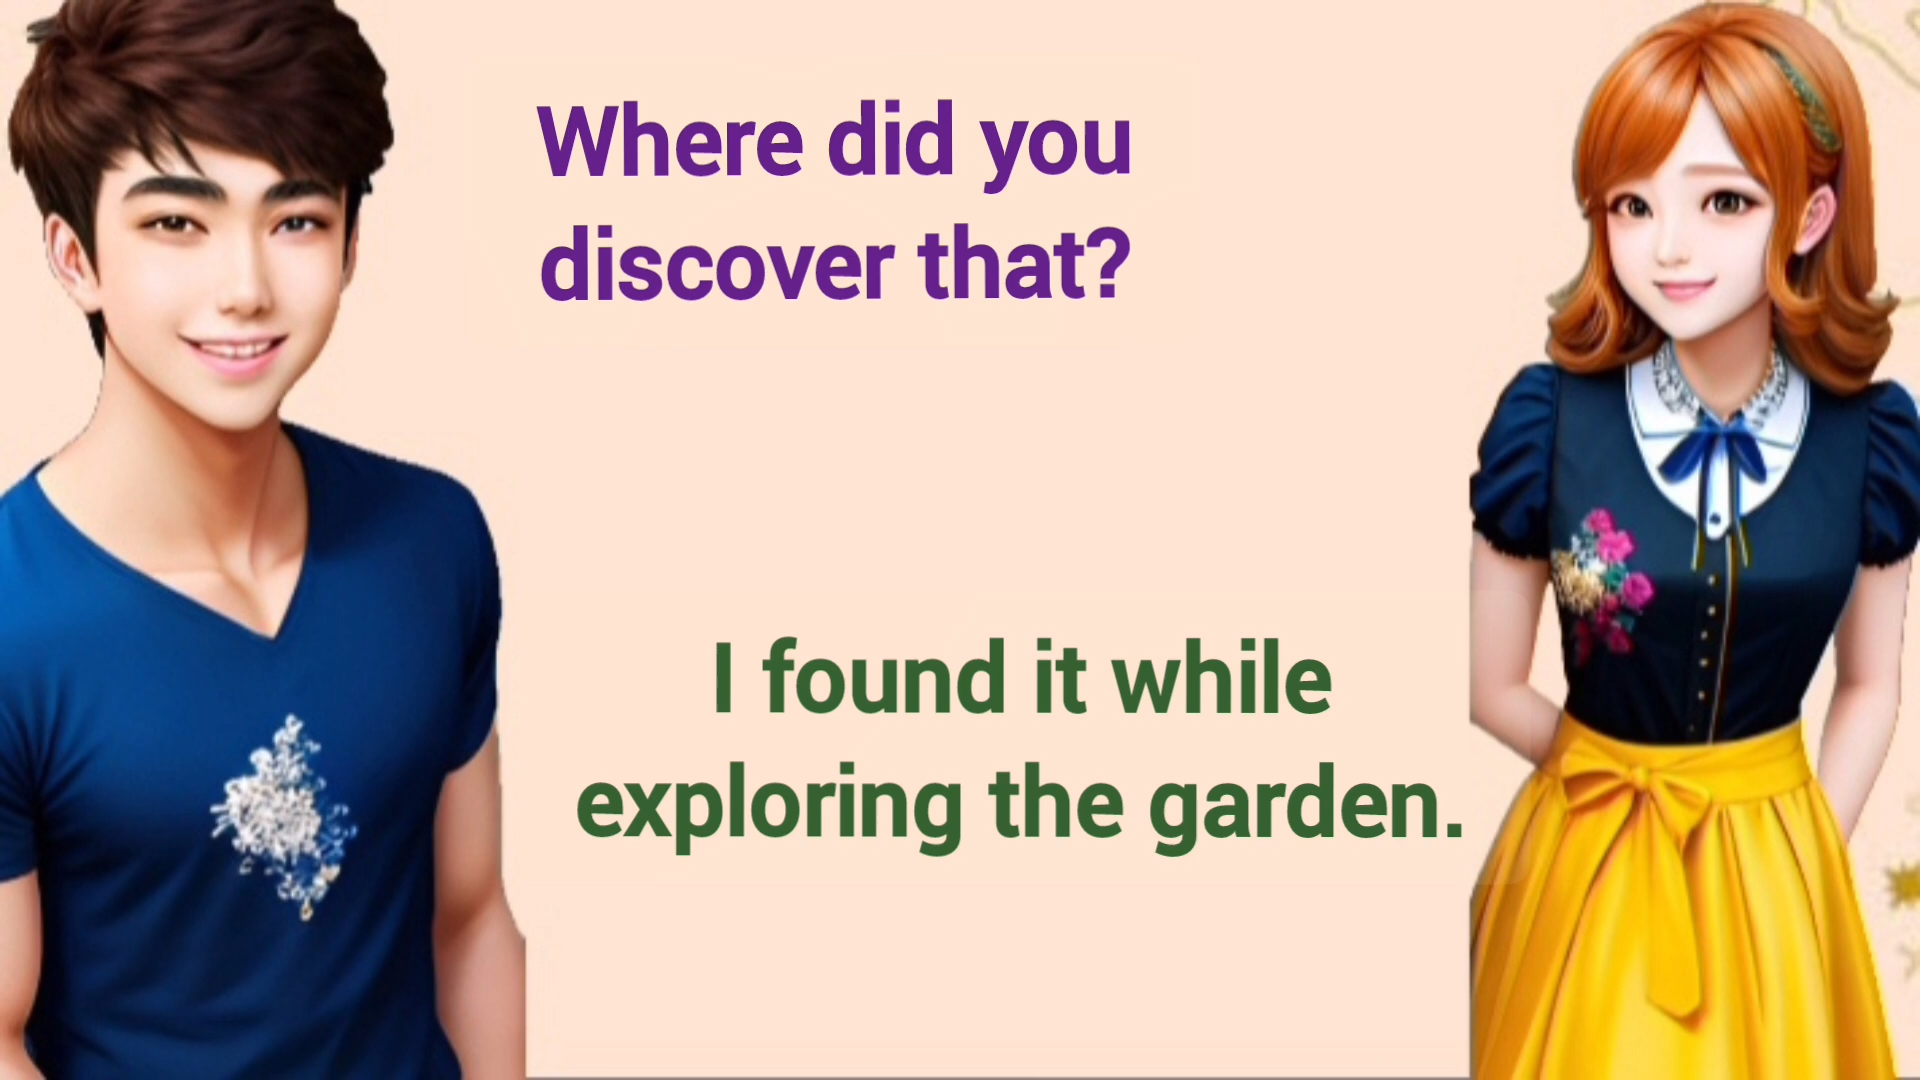 Where did you
discover that?
I found it while
exploring the garden.